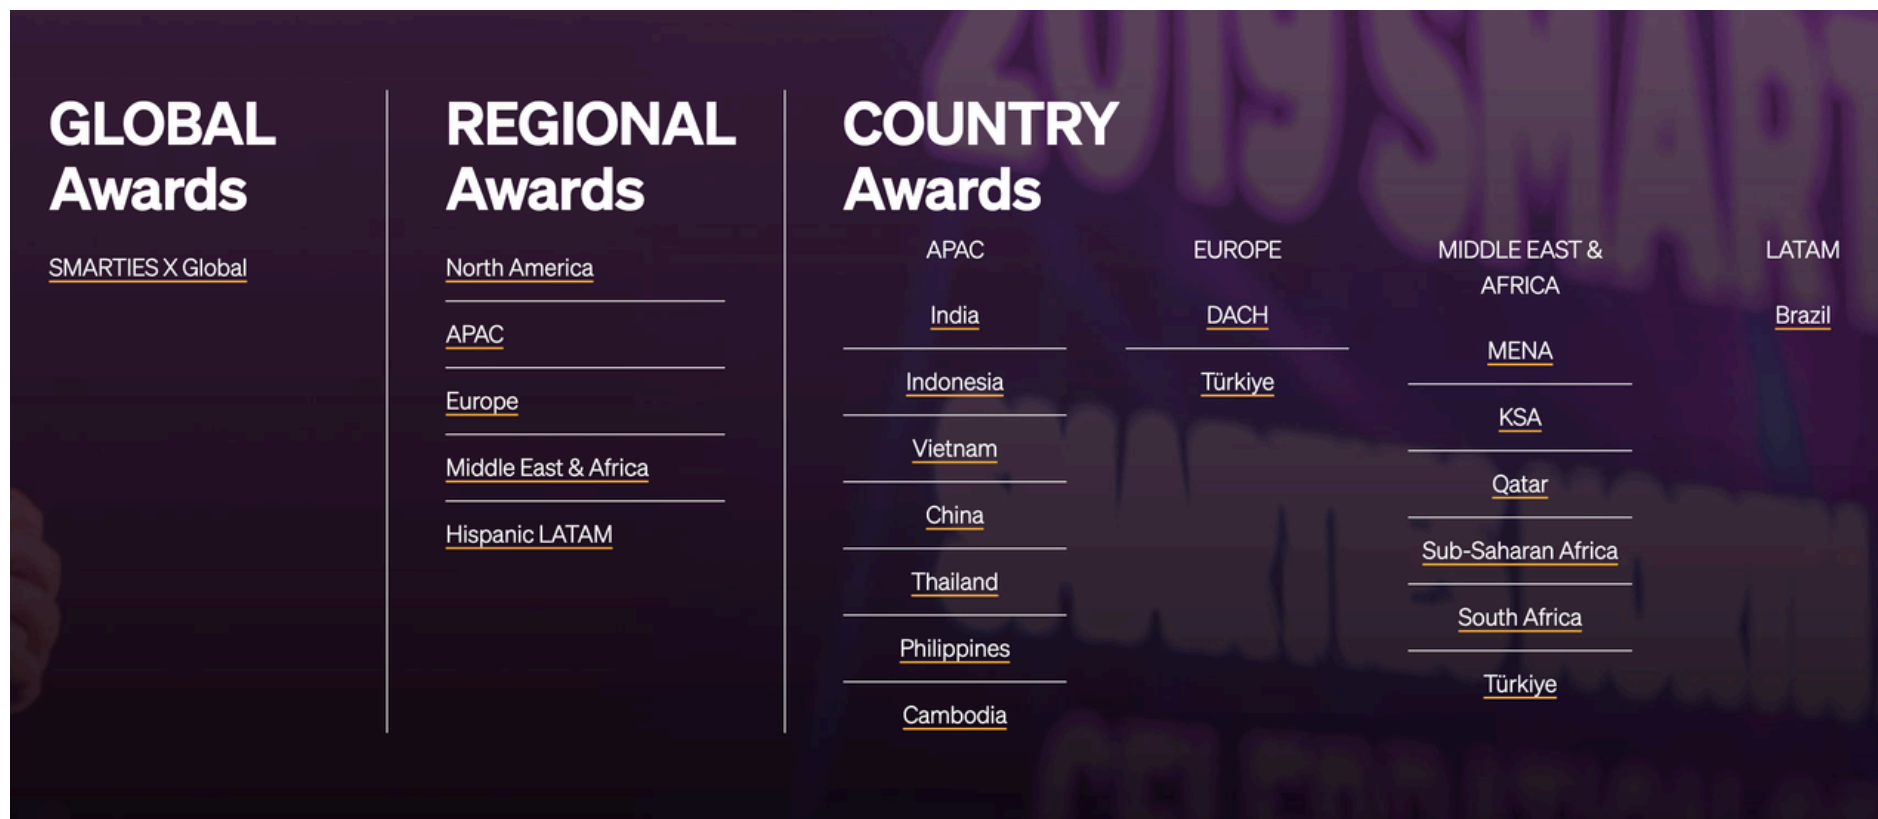 GLOBAL
Awards
SMARTIES X Global
REGIONAL
Awards
North America
APAC
Europe
Middle East & Africa
Hispanic LATAM
COUNTRY
Awards
APAC
India
Indonesia
Vietnam
China
Thailand
Philippines
Cambodia
EUROPE
DACH
Türkiye
MIDDLE EAST &
AFRICA
MENA
KSA
Qatar
Sub-Saharan Africa
South Africa
Türkiye
LATAM
Brazil
2019 SMART